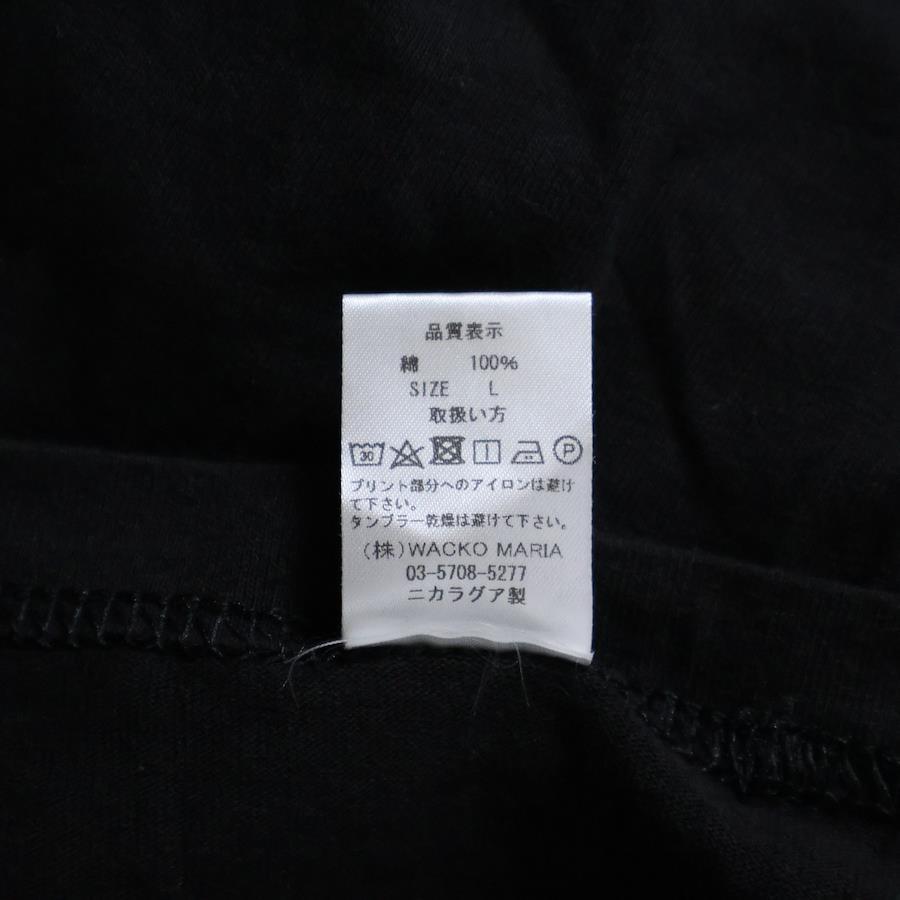 品質表示
綿 100%
SIZE L
取扱い方
30 P
プリント部分へのアイロンは避け
て下さい。
タンブラー乾燥は避けて下さい。
(株)WACKO MARIA
03-5708-5277
ニカラグア製